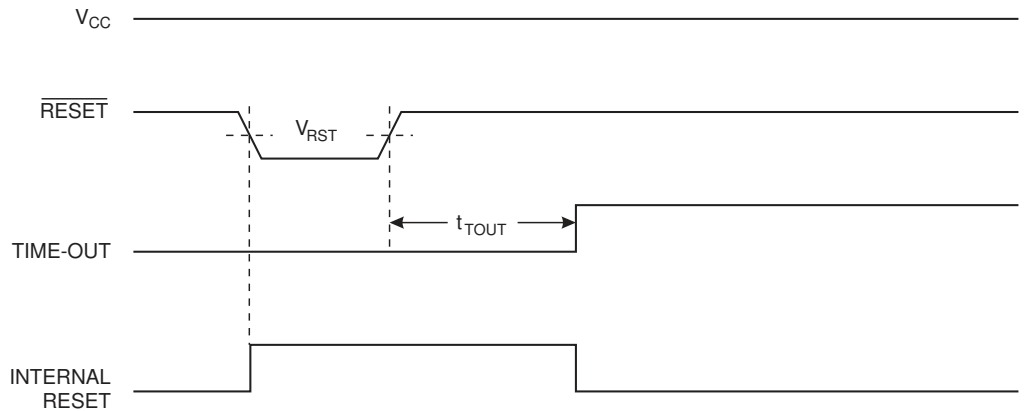 VCC
RESET
VRST
tTOUT
TIME-OUT
INTERNAL
RESET